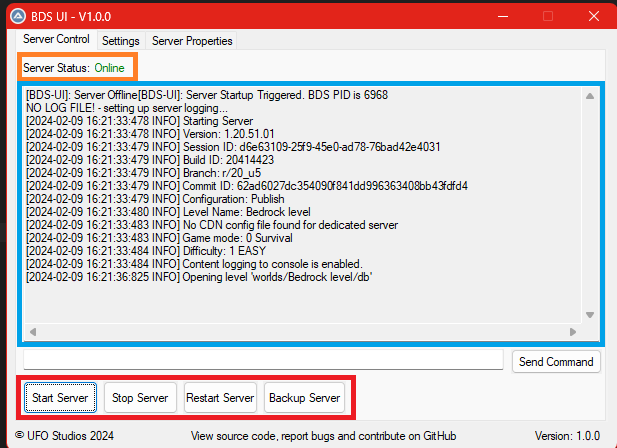 BDS UI - V1.0.0
Server Control Settings Server Properties
Server Status: Online
[BDS-UI]: Server Offline[BDS-UI]: Server Startup Triggered. BDS PID is 6968
NO LOG FILE! - setting up server logging...
[2024-02-09 16:21:33:478 INFO] Starting Server
[2024-02-09 16:21:33:478 INFO] Version: 1.20.51.01
[2024-02-09 16:21:33:479 INFO] Session ID: d6e63109-25f9-45e0-ad78-76bad42e4031
[2024-02-09 16:21:33:479 INFO] Build ID: 20414423
[2024-02-09 16:21:33:479 INFO] Branch: r/20_u5
[2024-02-09 16:21:33:479 INFO] Commit ID: 62ad6027dc354090f841dd996363408bb43fdfd4
[2024-02-09 16:21:33:479 INFO] Configuration: Publish
[2024-02-09 16:21:33:480 INFO] Level Name: Bedrock level
[2024-02-09 16:21:33:483 INFO] No CDN config file found for dedicated server
[2024-02-09 16:21:33:483 INFO] Game mode: 0 Survival
[2024-02-09 16:21:33:484 INFO] Difficulty: 1 EASY
[2024-02-09 16:21:33:484 INFO] Content logging to console is enabled.
[2024-02-09 16:21:36:825 INFO] Opening level 'worlds/Bedrock level/db'
Send Command
Start Server Stop Server Restart Server Backup Server
© UFO Studios 2024 View source code, report bugs and contribute on GitHub Version: 1.0.0